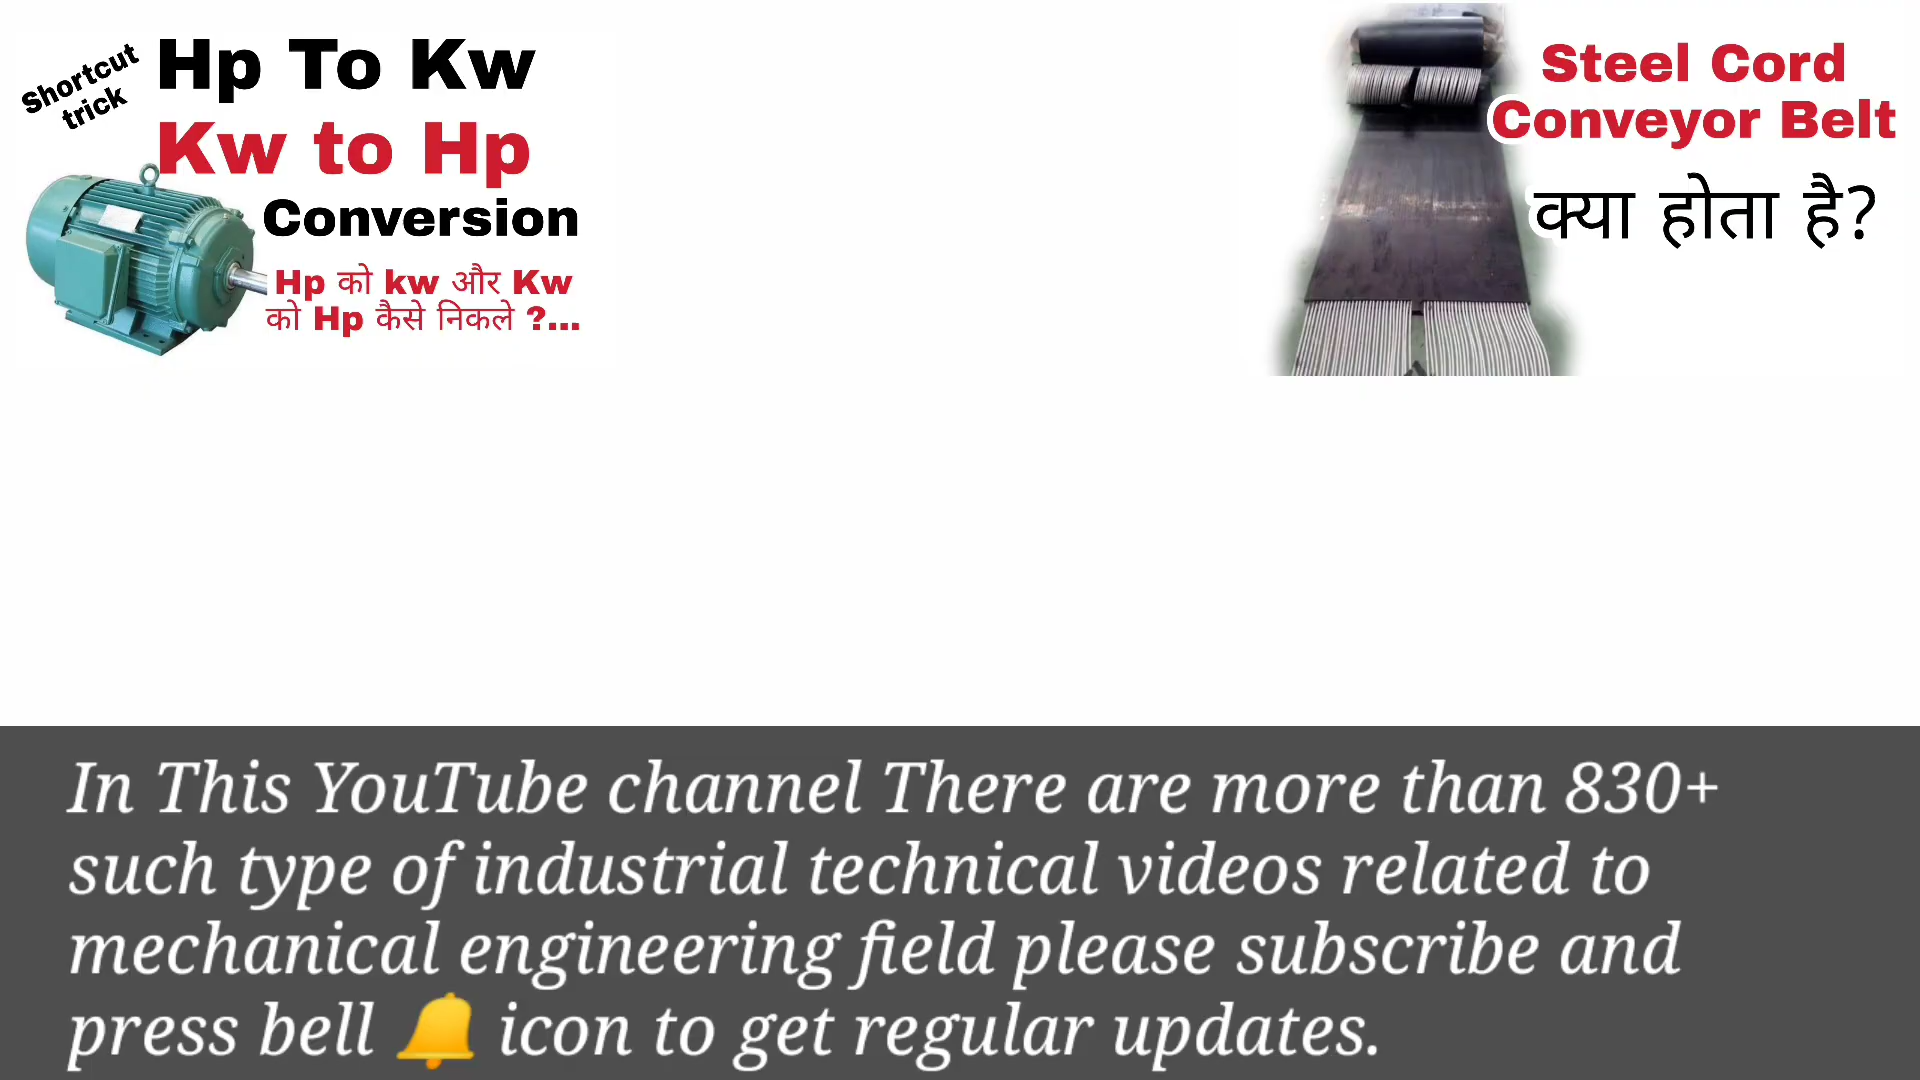 Shortcut
trick
Hp To Kw
Kw to Hp
Conversion
Hp को kw और Kw
को Hp कैसे निकले ?...
Steel Cord
Conveyor Belt
क्या होता है?
In This YouTube channel There are more than 830+
such type of industrial technical videos related to
mechanical engineering field please subscribe and
press bell 🔔 icon to get regular updates.